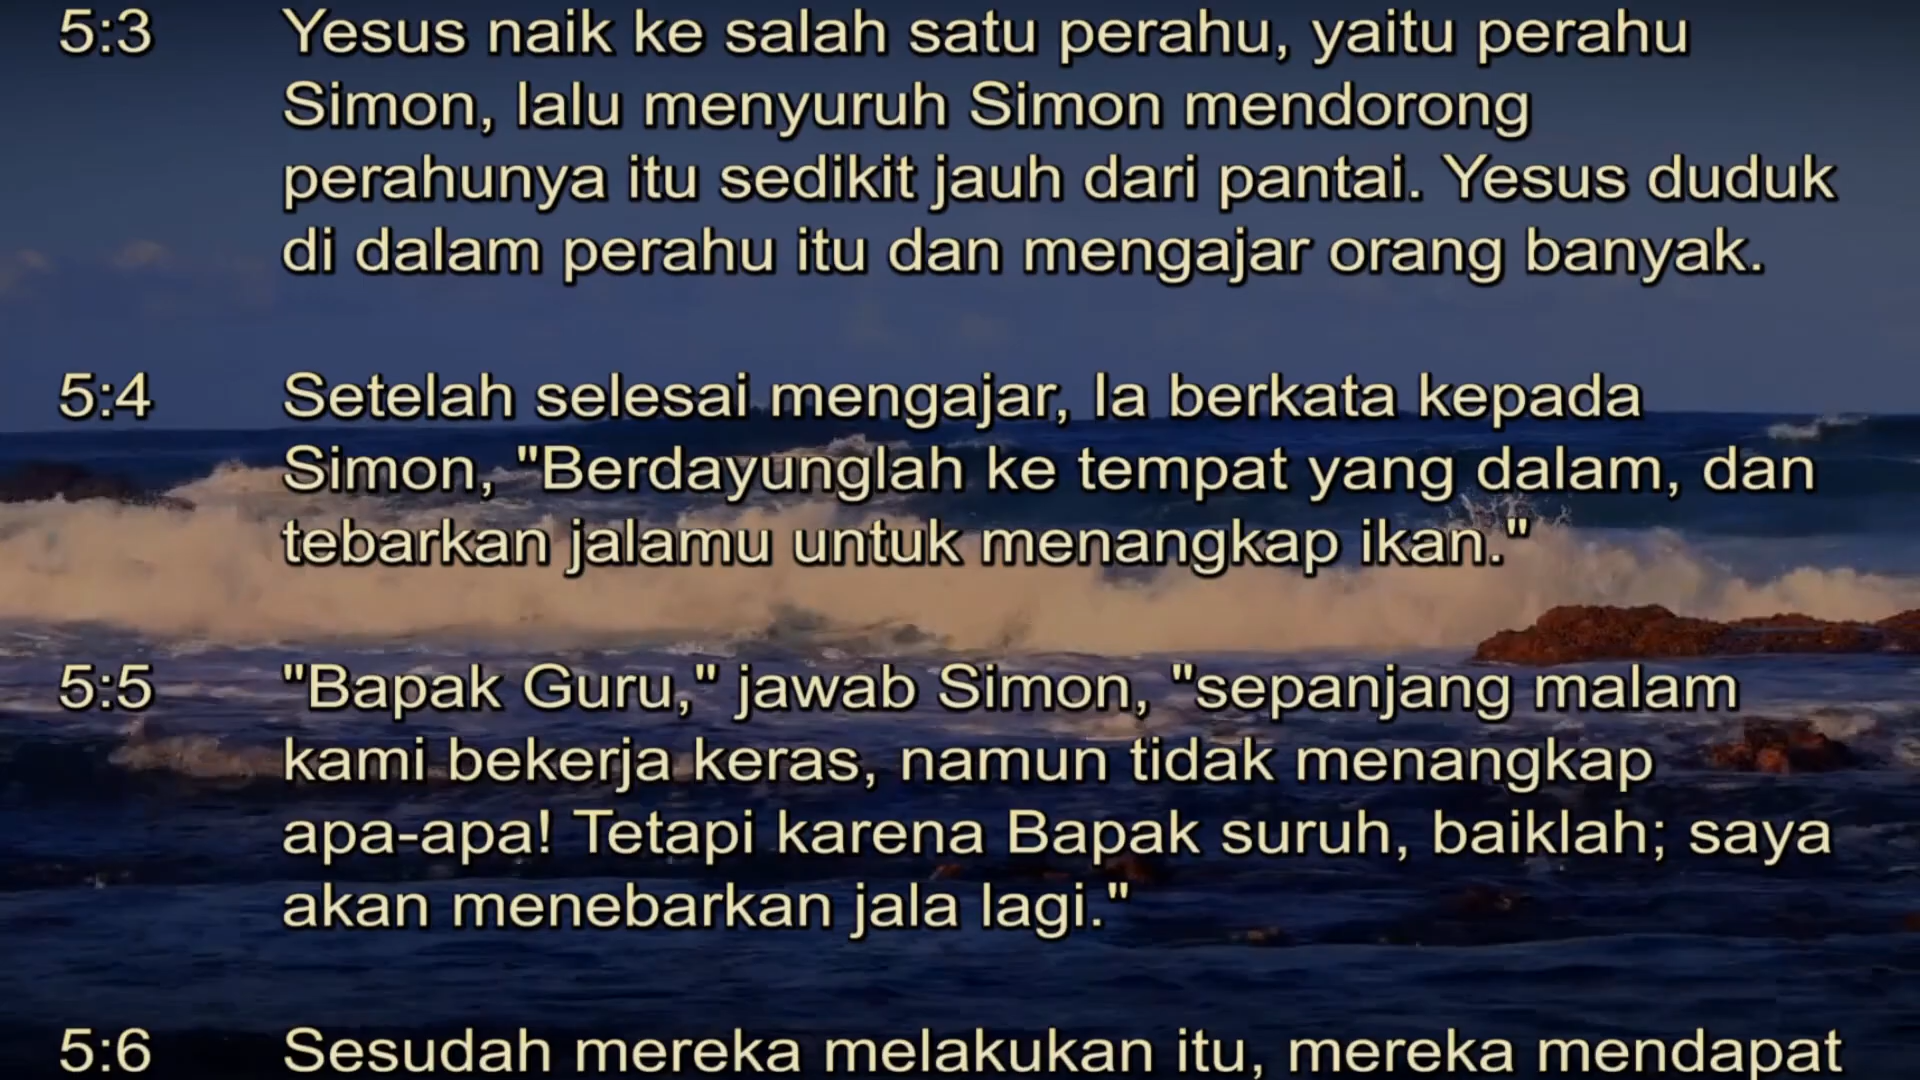 5:3 Yesus naik ke salah satu perahu, yaitu perahu
Simon, lalu menyuruh Simon mendorong
perahunya itu sedikit jauh dari pantai. Yesus duduk
di dalam perahu itu dan mengajar orang banyak.
5:4 Setelah selesai mengajar, Ia berkata kepada
Simon, "Berdayunglah ke tempat yang dalam, dan
tebarkan jalamu untuk menangkap ikan."
5:5 "Bapak Guru," jawab Simon, "sepanjang malam
kami bekerja keras, namun tidak menangkap
apa-apa! Tetapi karena Bapak suruh, baiklah; saya
akan menebarkan jala lagi."
5:6 Sesudah mereka melakukan itu, mereka mendapat